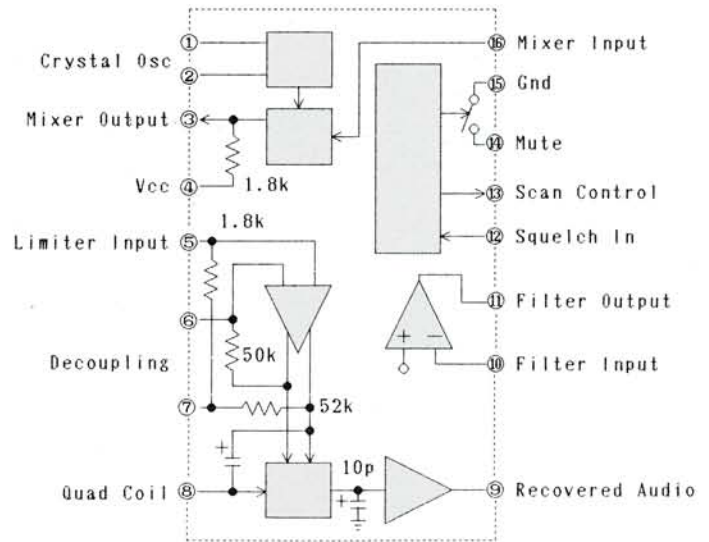 ① Crystal Osc
②
Mixer Output ③
Vcc ④
1.8k
1.8k
Limiter Input ⑤
⑥
50k
Decoupling
⑦
52k
+
10p
+
Quad Coil ⑧
⑯ Mixer Input
⑮ Gnd
⑭ Mute
⑬ Scan Control
⑫ Squelch In
⑪ Filter Output
+ −
⑩ Filter Input
⑨ Recovered Audio